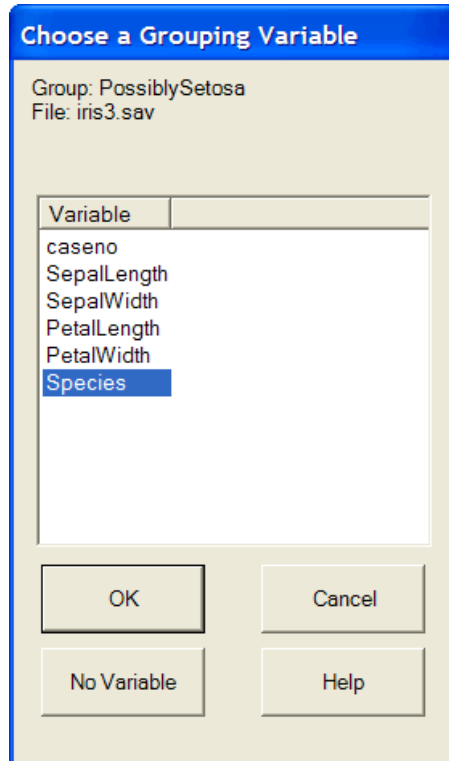 Choose a Grouping Variable
Group: PossiblySetosa
File: iris3.sav
Variable
caseno
SepalLength
SepalWidth
PetalLength
PetalWidth
Species
OK
Cancel
No Variable
Help